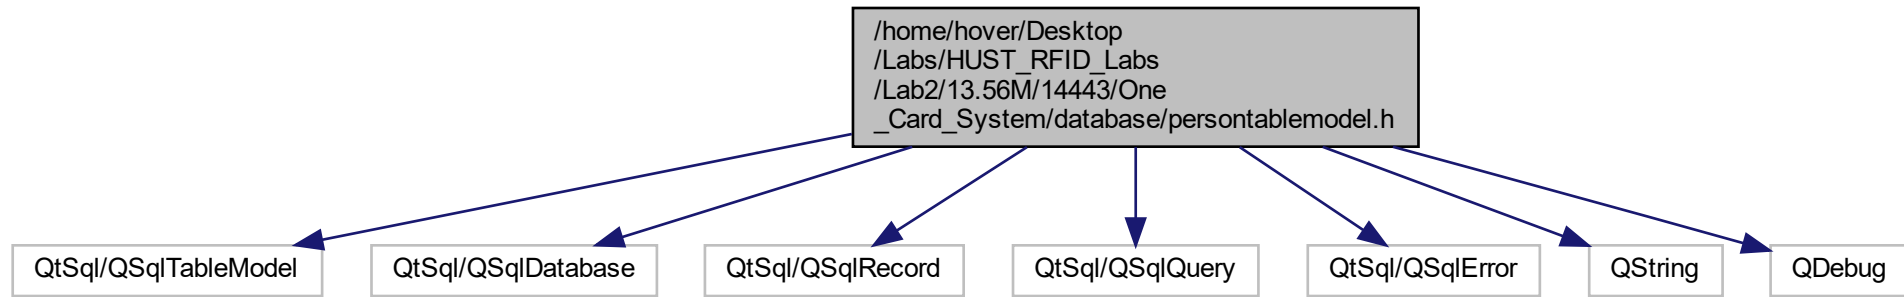 /home/hover/Desktop
/Labs/HUST_RFID_Labs
/Lab2/13.56M/14443/One
_Card_System/database/persontablemodel.h
QtSql/QSqlTableModel
QtSql/QSqlDatabase
QtSql/QSqlRecord
QtSql/QSqlQuery
QtSql/QSqlError
QString
QDebug